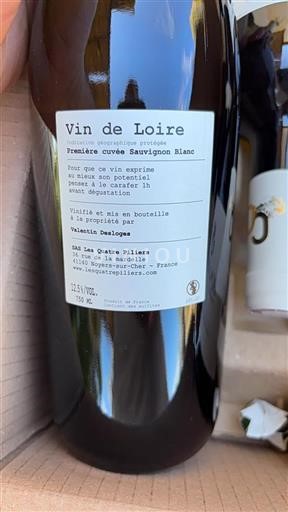 Vin de Loire
Indication géographique protégée
Première cuvée Sauvignon Blanc
Pour que ce vin exprime
au mieux son potentiel
pensez à le carafer 1h
avant dégustation
Vinifié et mis en bouteille
à la propriété par
Valentin Desloges
SAS Les Quatre Piliers
36 rue de la mardelle
41140 Noyers-sur-Cher – France
www.lesquatrepiliers.com
12.5%/VOL.
750 ML
Produit de France
Contient des sulfites